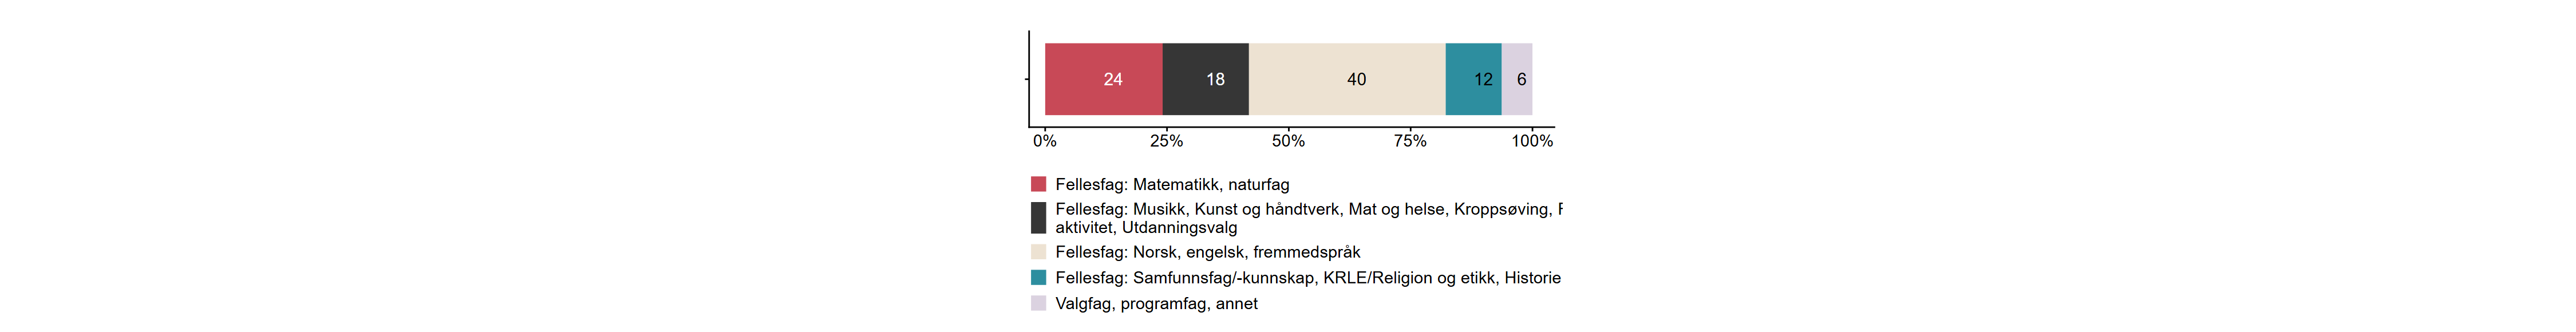 24 18 40 12 6
0% 25% 50% 75% 100%
Fellesfag: Matematikk, naturfag
Fellesfag: Musikk, Kunst og håndtverk, Mat og helse, Kroppsøving,
aktivitet, Utdanningsvalg
Fellesfag: Norsk, engelsk, fremmedspråk
Fellesfag: Samfunnsfag/-kunnskap, KRLE/Religion og etikk, Historie
Valgfag, programfag, annet